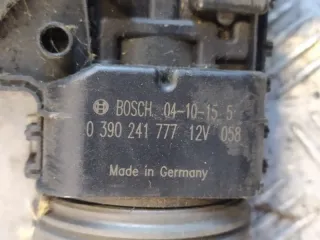 BOSCH. 04-10-15 5
0 390 241 777 12V 058
Made in Germany